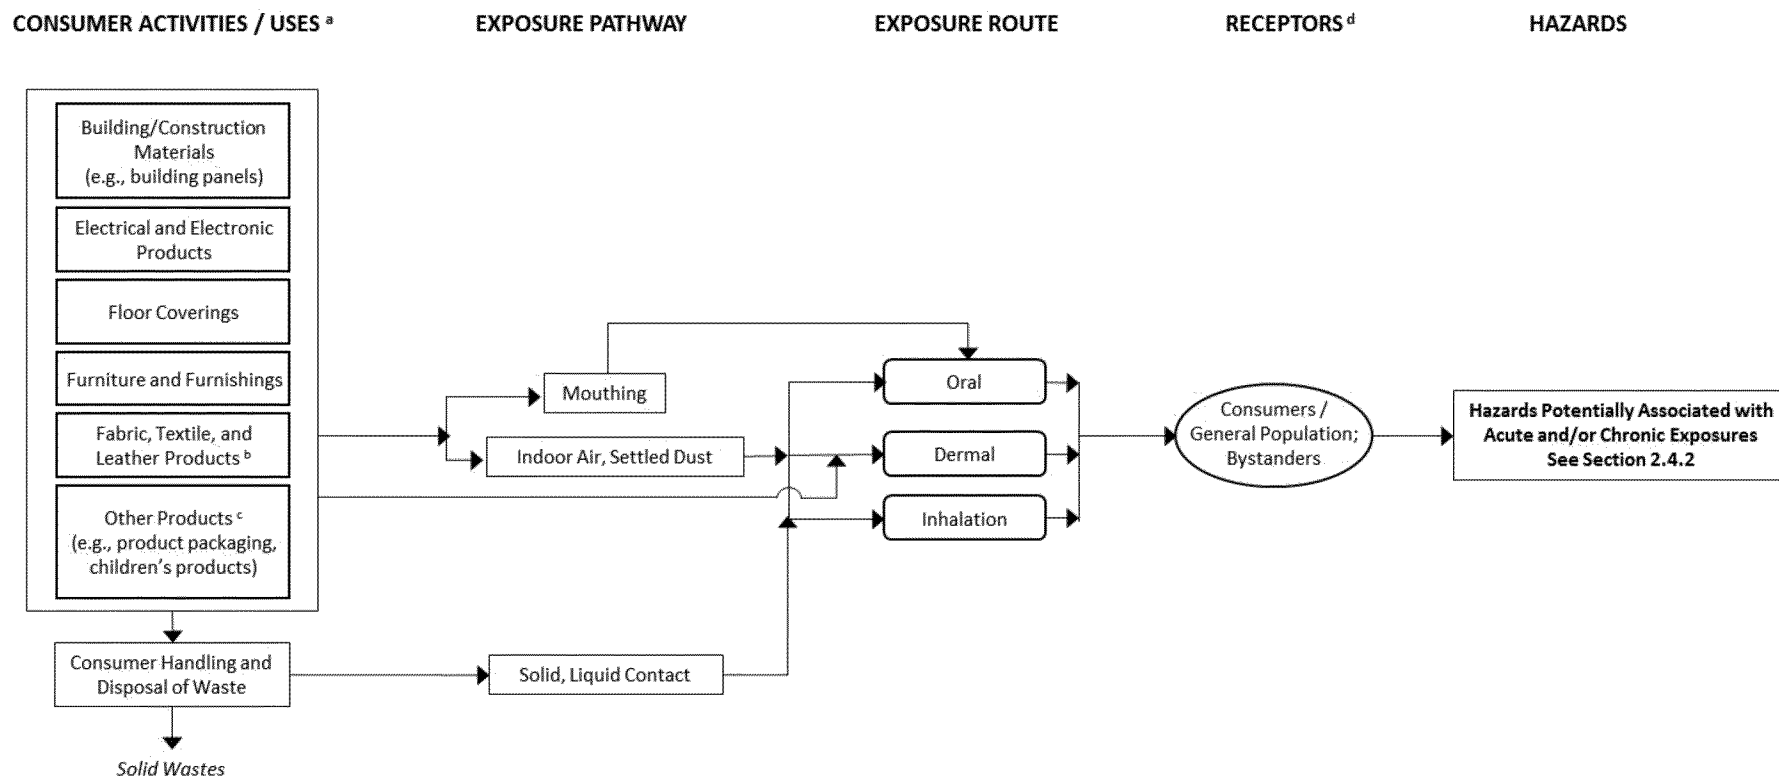 CONSUMER ACTIVITIES / USES a
EXPOSURE PATHWAY
EXPOSURE ROUTE
RECEPTORS d
HAZARDS
Building/Construction
Materials
(e.g., building panels)
Electrical and Electronic
Products
Floor Coverings
Furniture and Furnishings
Fabric, Textile, and
Leather Products b
Other Products c
(e.g., product packaging,
children's products)
Consumer Handling and
Disposal of Waste
Solid Wastes
Mouthing
Indoor Air, Settled Dust
Solid, Liquid Contact
Oral
Dermal
Inhalation
Consumers /
General Population;
Bystanders
Hazards Potentially Associated with
Acute and/or Chronic Exposures
See Section 2.4.2